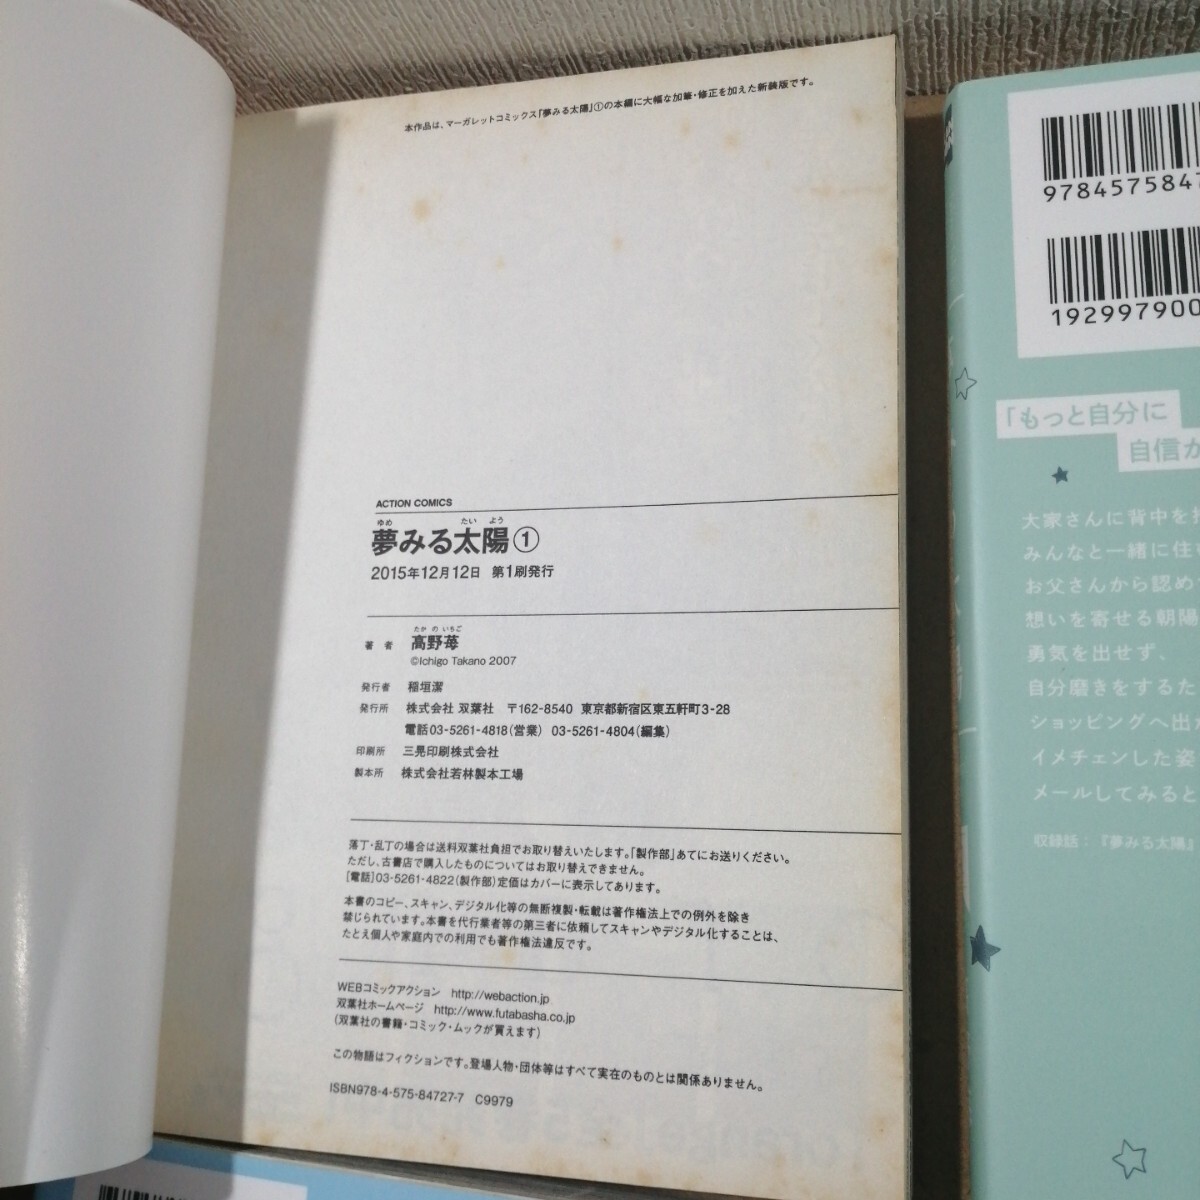 本作品は、マーガレットコミックス『夢みる太陽』①の本編に大幅な加筆・修正を加えた新装版です。
ACTION COMICS
ゆめ たい よう
夢みる太陽①
2015年12月12日 第1刷発行
たか の いちご
著者 高野苺
©Ichigo Takano 2007
発行者 稲垣潔
発行所 株式会社 双葉社 〒162-8540 東京都新宿区東五軒町3-28
電話03-5261-4818(営業) 03-5261-4804(編集)
印刷所 三晃印刷株式会社
製本所 株式会社若林製本工場
落丁・乱丁の場合は送料双葉社負担でお取り替えいたします。「製作部」あてにお送りください。
ただし、古書店で購入したものについてはお取り替えできません。
[電話]03-5261-4822(製作部)定価はカバーに表示してあります。
本書のコピー、スキャン、デジタル化等の無断複製・転載は著作権法上での例外を除き
禁じられています。本書を代行業者等の第三者に依頼してスキャンやデジタル化することは、
たとえ個人や家庭内での利用でも著作権法違反です。
WEBコミックアクション http://webaction.jp
双葉社ホームページ http://www.futabasha.co.jp
(双葉社の書籍・コミック・ムックが買えます)
この物語はフィクションです。登場人物・団体等はすべて実在のものとは関係ありません。
ISBN978-4-575-84727-7 C9979
9784575847
192997900
「もっと自分に
自信が
大家さんに背中を
みんなと一緒に住
お父さんから認め
想いを寄せる朝陽
勇気を出せず、
自分磨きをするた
ショッピングへ出
イメチェンした姿
メールしてみると
収録話:『夢みる太陽』